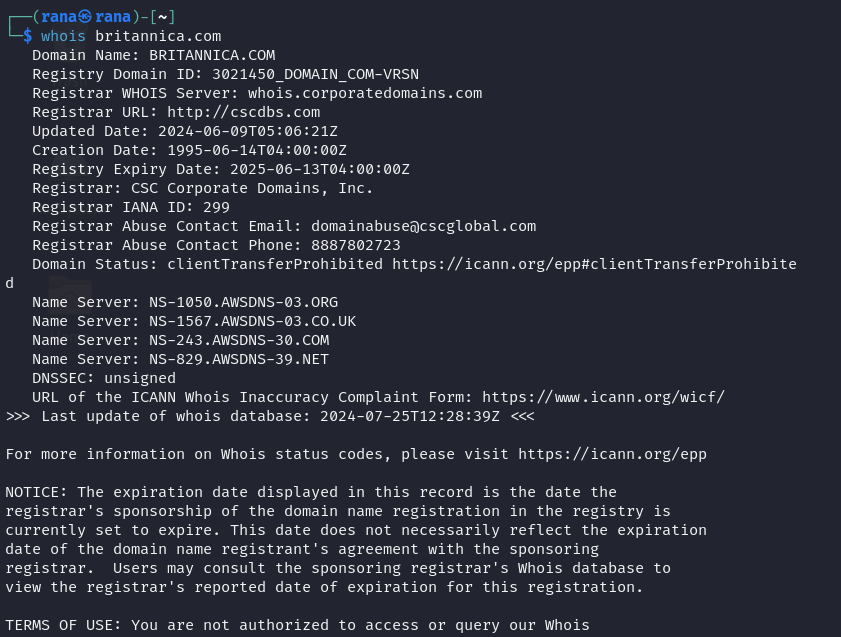 ┌──(rana㉿rana)-[~]
└─$ whois britannica.com
   Domain Name: BRITANNICA.COM
   Registry Domain ID: 3021450_DOMAIN_COM-VRSN
   Registrar WHOIS Server: whois.corporatedomains.com
   Registrar URL: http://cscdbs.com
   Updated Date: 2024-06-09T05:06:21Z
   Creation Date: 1995-06-14T04:00:00Z
   Registry Expiry Date: 2025-06-13T04:00:00Z
   Registrar: CSC Corporate Domains, Inc.
   Registrar IANA ID: 299
   Registrar Abuse Contact Email: domainabuse@cscglobal.com
   Registrar Abuse Contact Phone: 8887802723
   Domain Status: clientTransferProhibited https://icann.org/epp#clientTransferProhibite
d
   Name Server: NS-1050.AWSDNS-03.ORG
   Name Server: NS-1567.AWSDNS-03.CO.UK
   Name Server: NS-243.AWSDNS-30.COM
   Name Server: NS-829.AWSDNS-39.NET
   DNSSEC: unsigned
   URL of the ICANN Whois Inaccuracy Complaint Form: https://www.icann.org/wicf/
>>> Last update of whois database: 2024-07-25T12:28:39Z <<<

For more information on Whois status codes, please visit https://icann.org/epp

NOTICE: The expiration date displayed in this record is the date the
registrar's sponsorship of the domain name registration in the registry is
currently set to expire. This date does not necessarily reflect the expiration
date of the domain name registrant's agreement with the sponsoring
registrar.  Users may consult the sponsoring registrar's Whois database to
view the registrar's reported date of expiration for this registration.

TERMS OF USE: You are not authorized to access or query our Whois